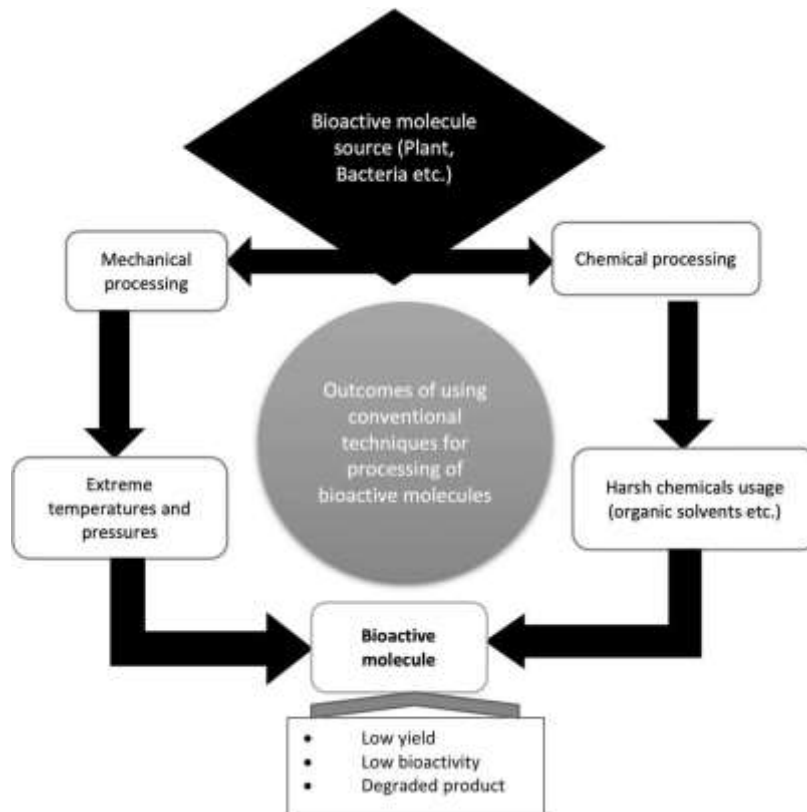 Bioactive molecule
source (Plant,
Bacteria etc.)
Mechanical
processing
Chemical processing
Outcomes of using
conventional
techniques for
processing of
bioactive molecules
Extreme
temperatures and
pressures
Harsh chemicals usage
(organic solvents etc.)
Bioactive
molecule
• Low yield
• Low bioactivity
• Degraded product